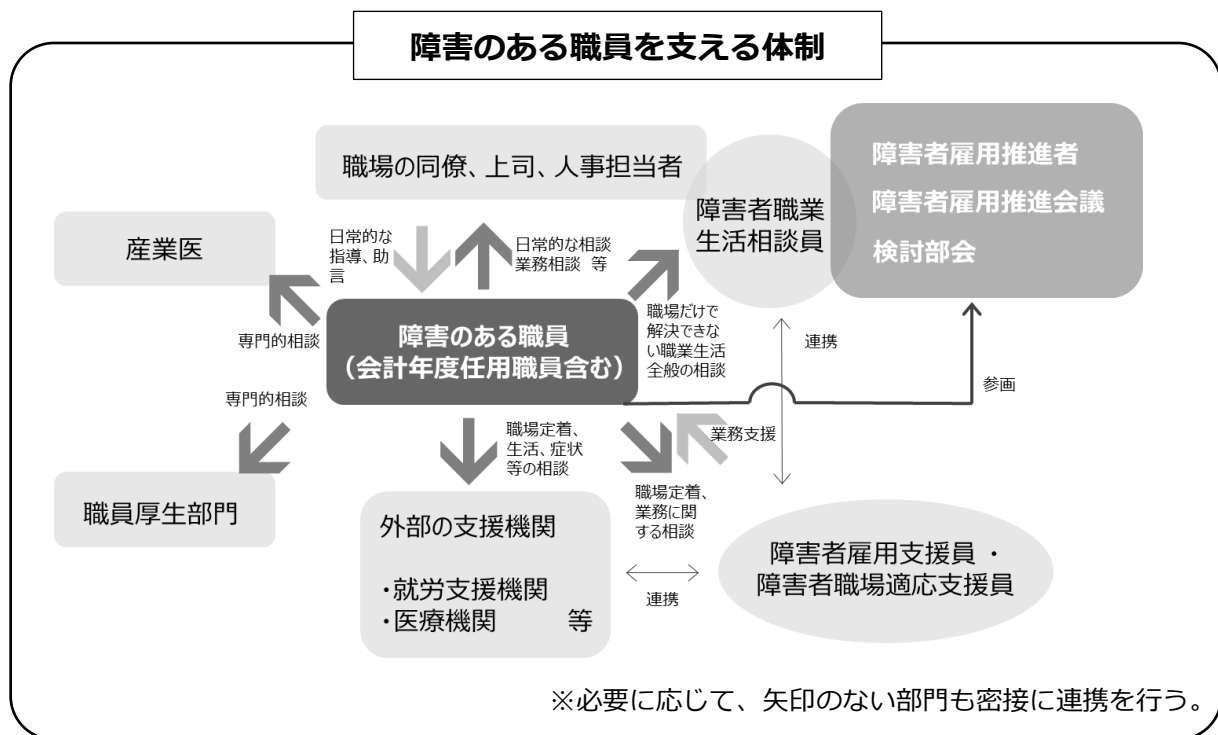 障害のある職員を支える体制
職場の同僚、上司、人事担当者
障害者職業
生活相談員
障害者雇用推進者
障害者雇用推進会議
検討部会
産業医
日常的な
指導、助
言
日常的な相談
業務相談 等
専門的相談
障害のある職員
（会計年度任用職員含む）
職場だけで
解決できな
い職業生活
全般の相談
連携
参画
専門的相談
職場定着、
生活、症状
等の相談
業務支援
職員厚生部門
外部の支援機関
・就労支援機関
・医療機関 等
職場定着、
業務に関
する相談
連携
障害者雇用支援員 ・
障害者職場適応支援員
※必要に応じて、矢印のない部門も密接に連携を行う。